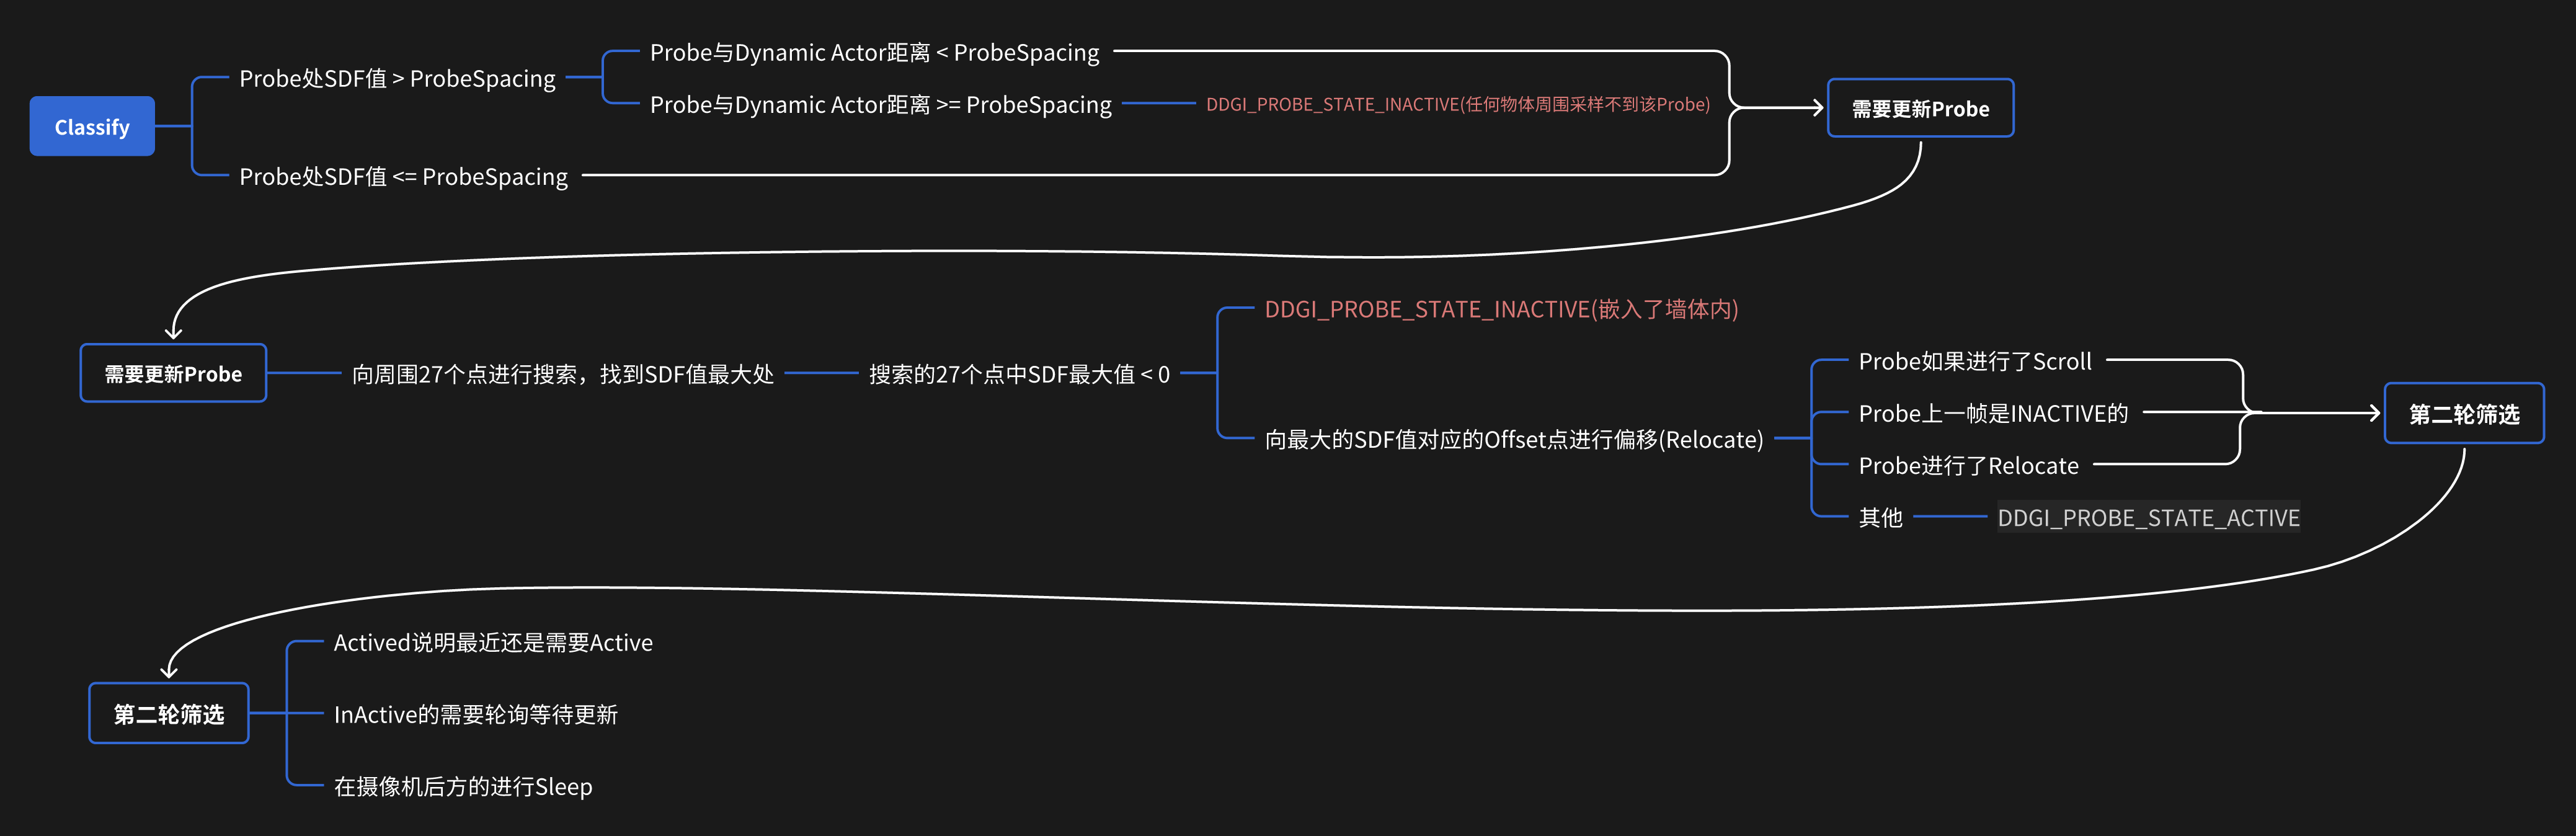 Classify
Probe处SDF值 > ProbeSpacing
Probe与Dynamic Actor距离 < ProbeSpacing
Probe与Dynamic Actor距离 >= ProbeSpacing
DDGI_PROBE_STATE_INACTIVE(任何物体周围采样不到该Probe)
Probe处SDF值 <= ProbeSpacing
需要更新Probe
需要更新Probe
向周围27个点进行搜索，找到SDF值最大处
搜索的27个点中SDF最大值 < 0
DDGI_PROBE_STATE_INACTIVE(嵌入了墙体内)
向最大的SDF值对应的Offset点进行偏移(Relocate)
Probe如果进行了Scroll
Probe上一帧是INACTIVE的
Probe进行了Relocate
其他
DDGI_PROBE_STATE_ACTIVE
第二轮筛选
第二轮筛选
Actived说明最近还是需要Active
InActive的需要轮询等待更新
在摄像机后方的进行Sleep